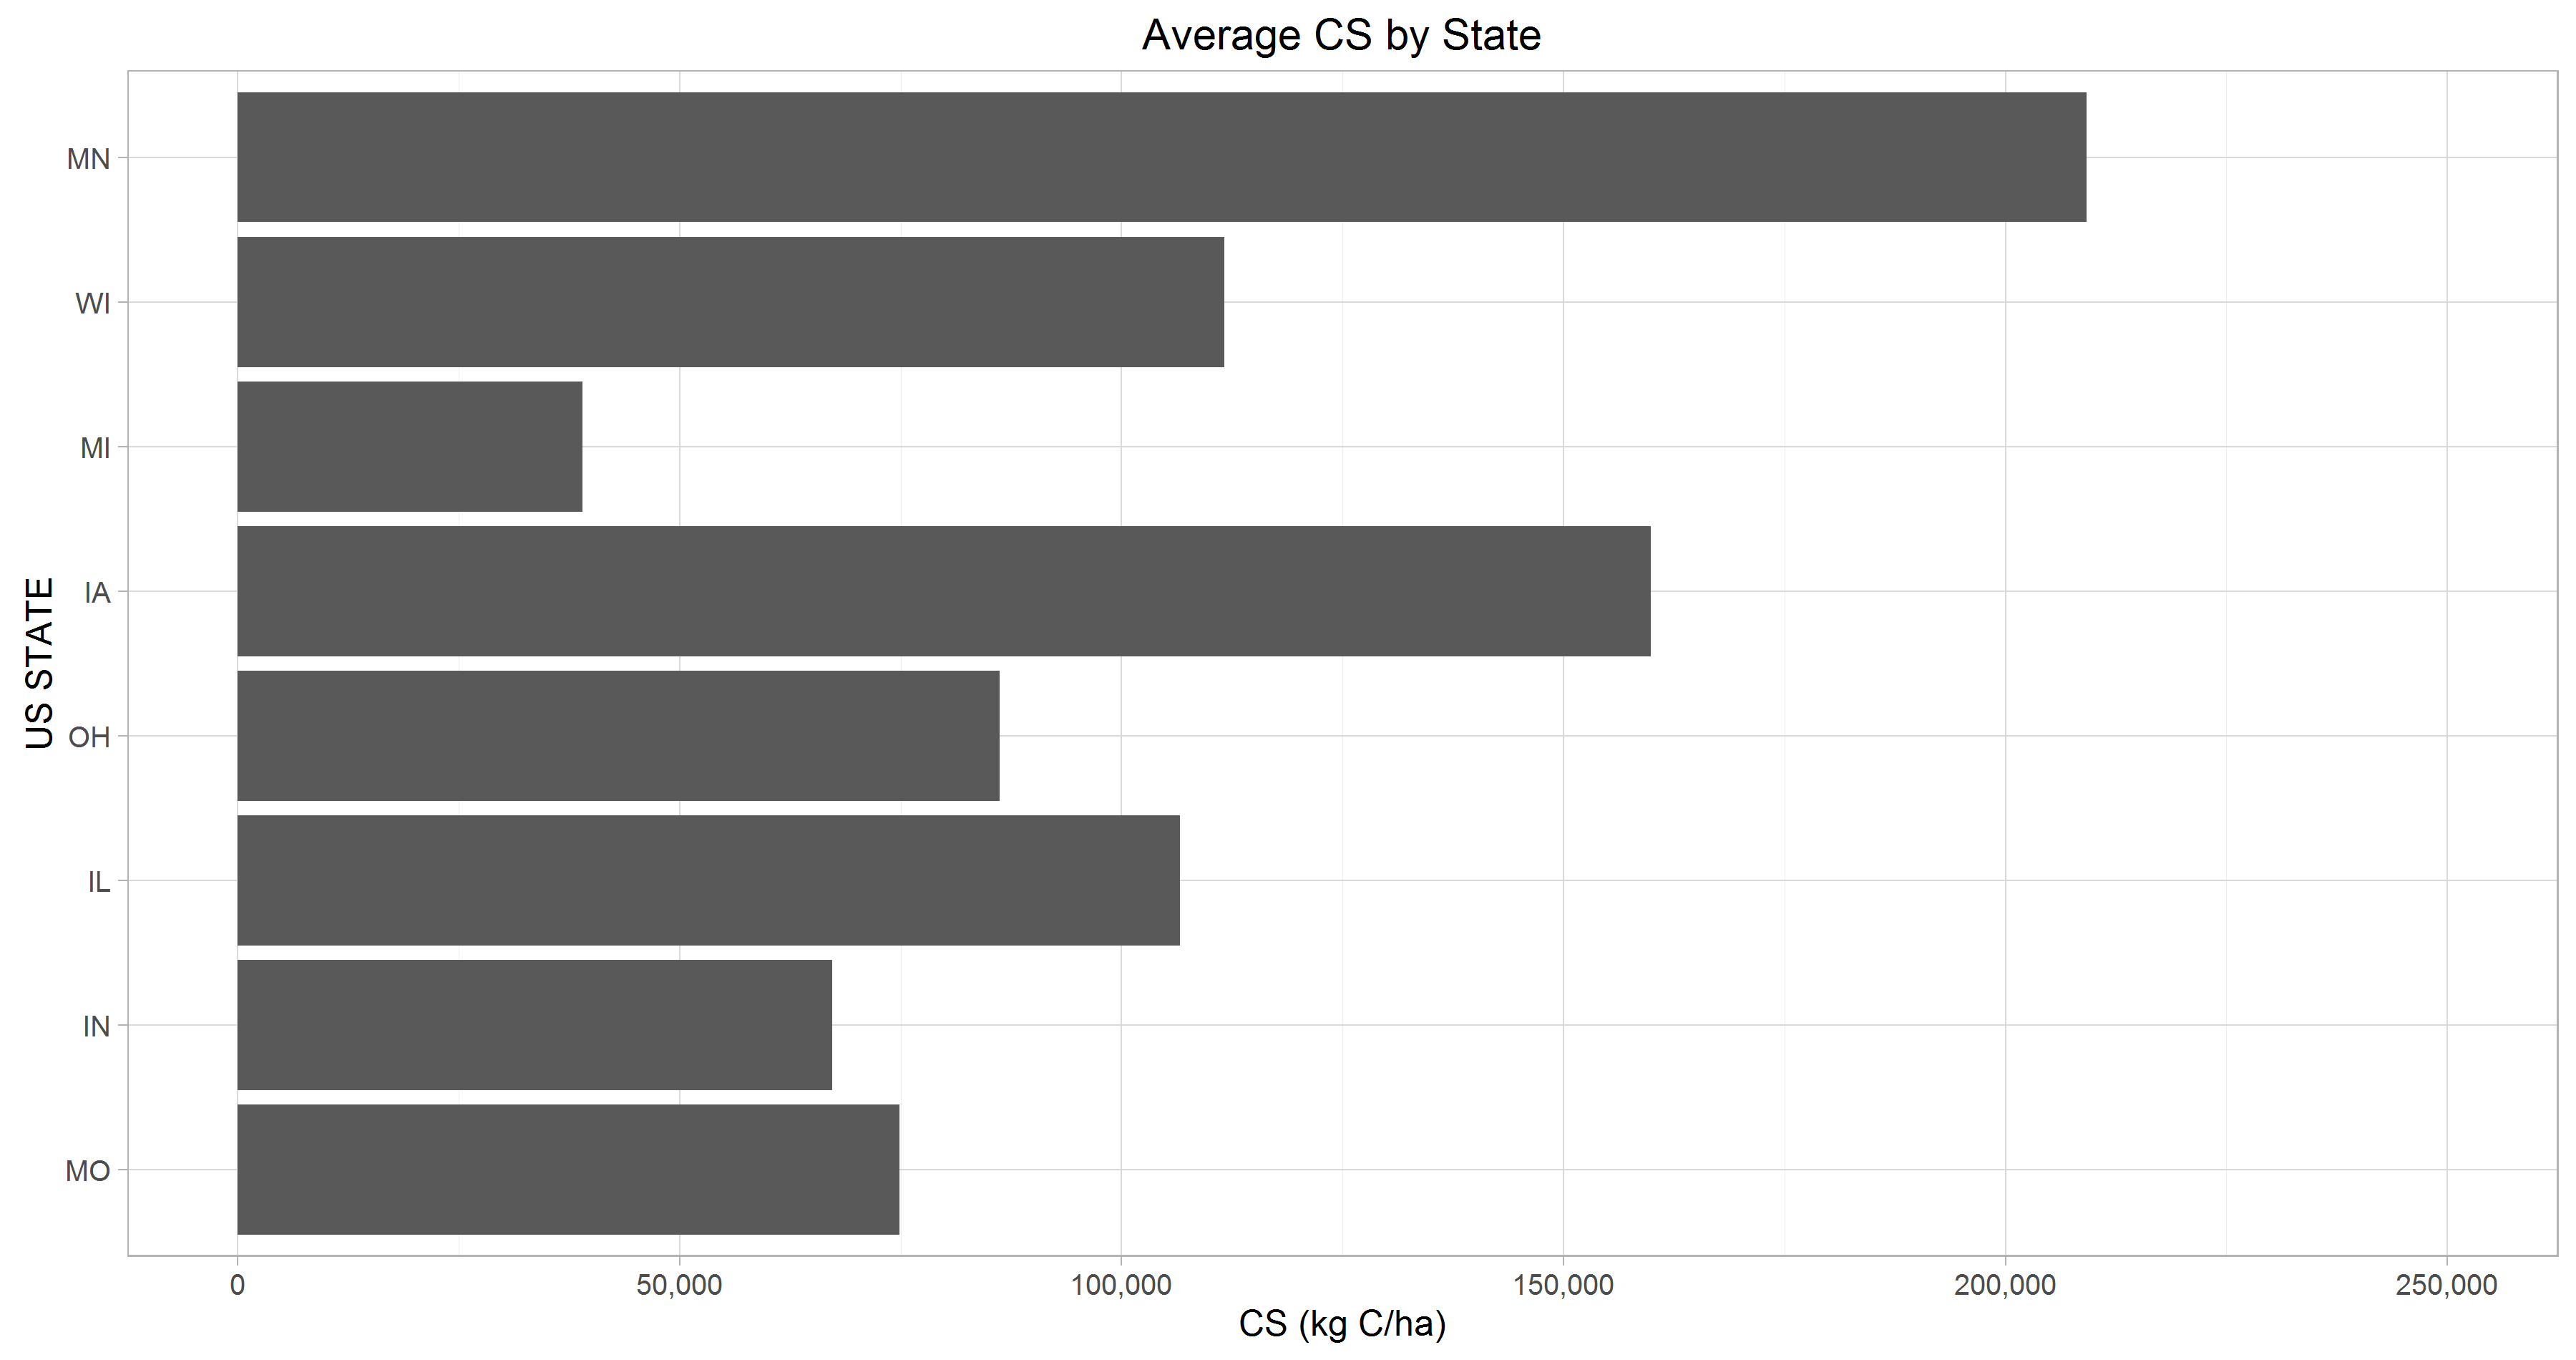 Average CS by State
US STATE
MN
WI
MI
IA
OH
IL
IN
MO
0 50,000 100,000 150,000 200,000 250,000
CS (kg C/ha)